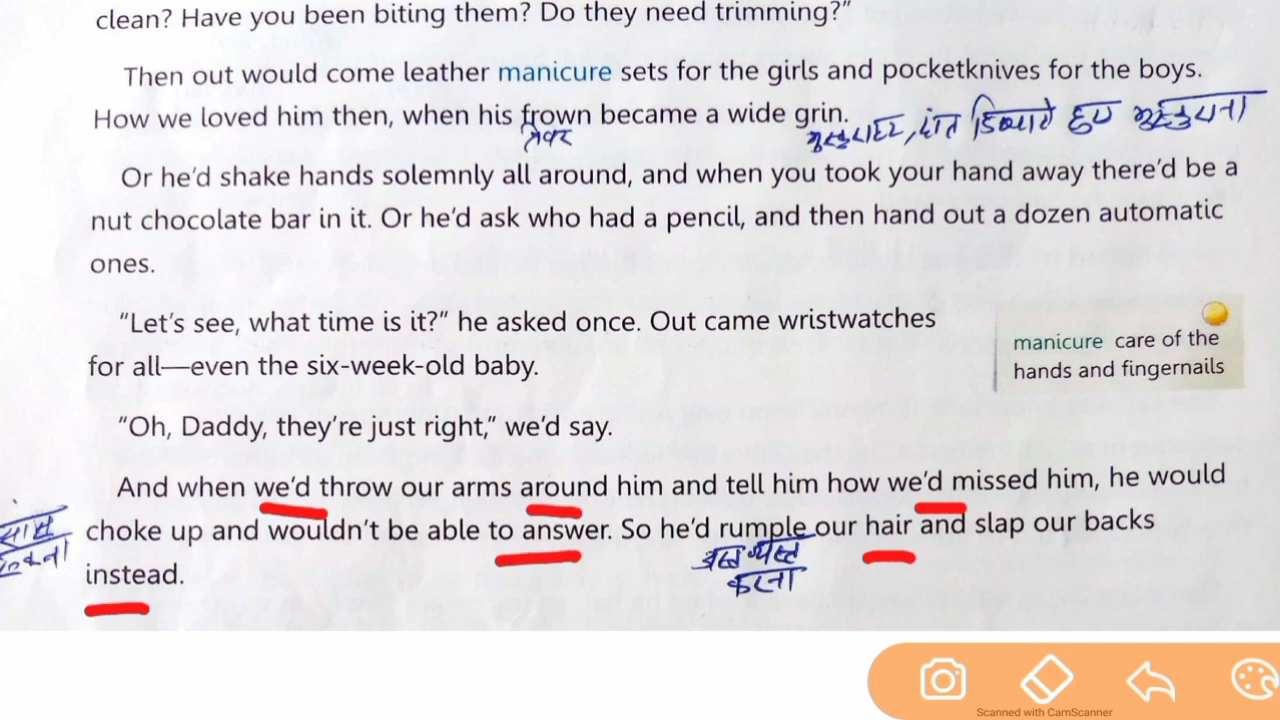 clean? Have you been biting them? Do they need trimming?”
Then out would come leather manicure sets for the girls and pocketknives for the boys.
How we loved him then, when his frown became a wide grin.
Or he’d shake hands solemnly all around, and when you took your hand away there’d be a
nut chocolate bar in it. Or he’d ask who had a pencil, and then hand out a dozen automatic
ones.
“Let’s see, what time is it?” he asked once. Out came wristwatches
for all—even the six-week-old baby.
manicure care of the
hands and fingernails
“Oh, Daddy, they’re just right,” we’d say.
And when we’d throw our arms around him and tell him how we’d missed him, he would
choke up and wouldn’t be able to answer. So he’d rumple our hair and slap our backs
करना
instead.
Scanned with CamScanner